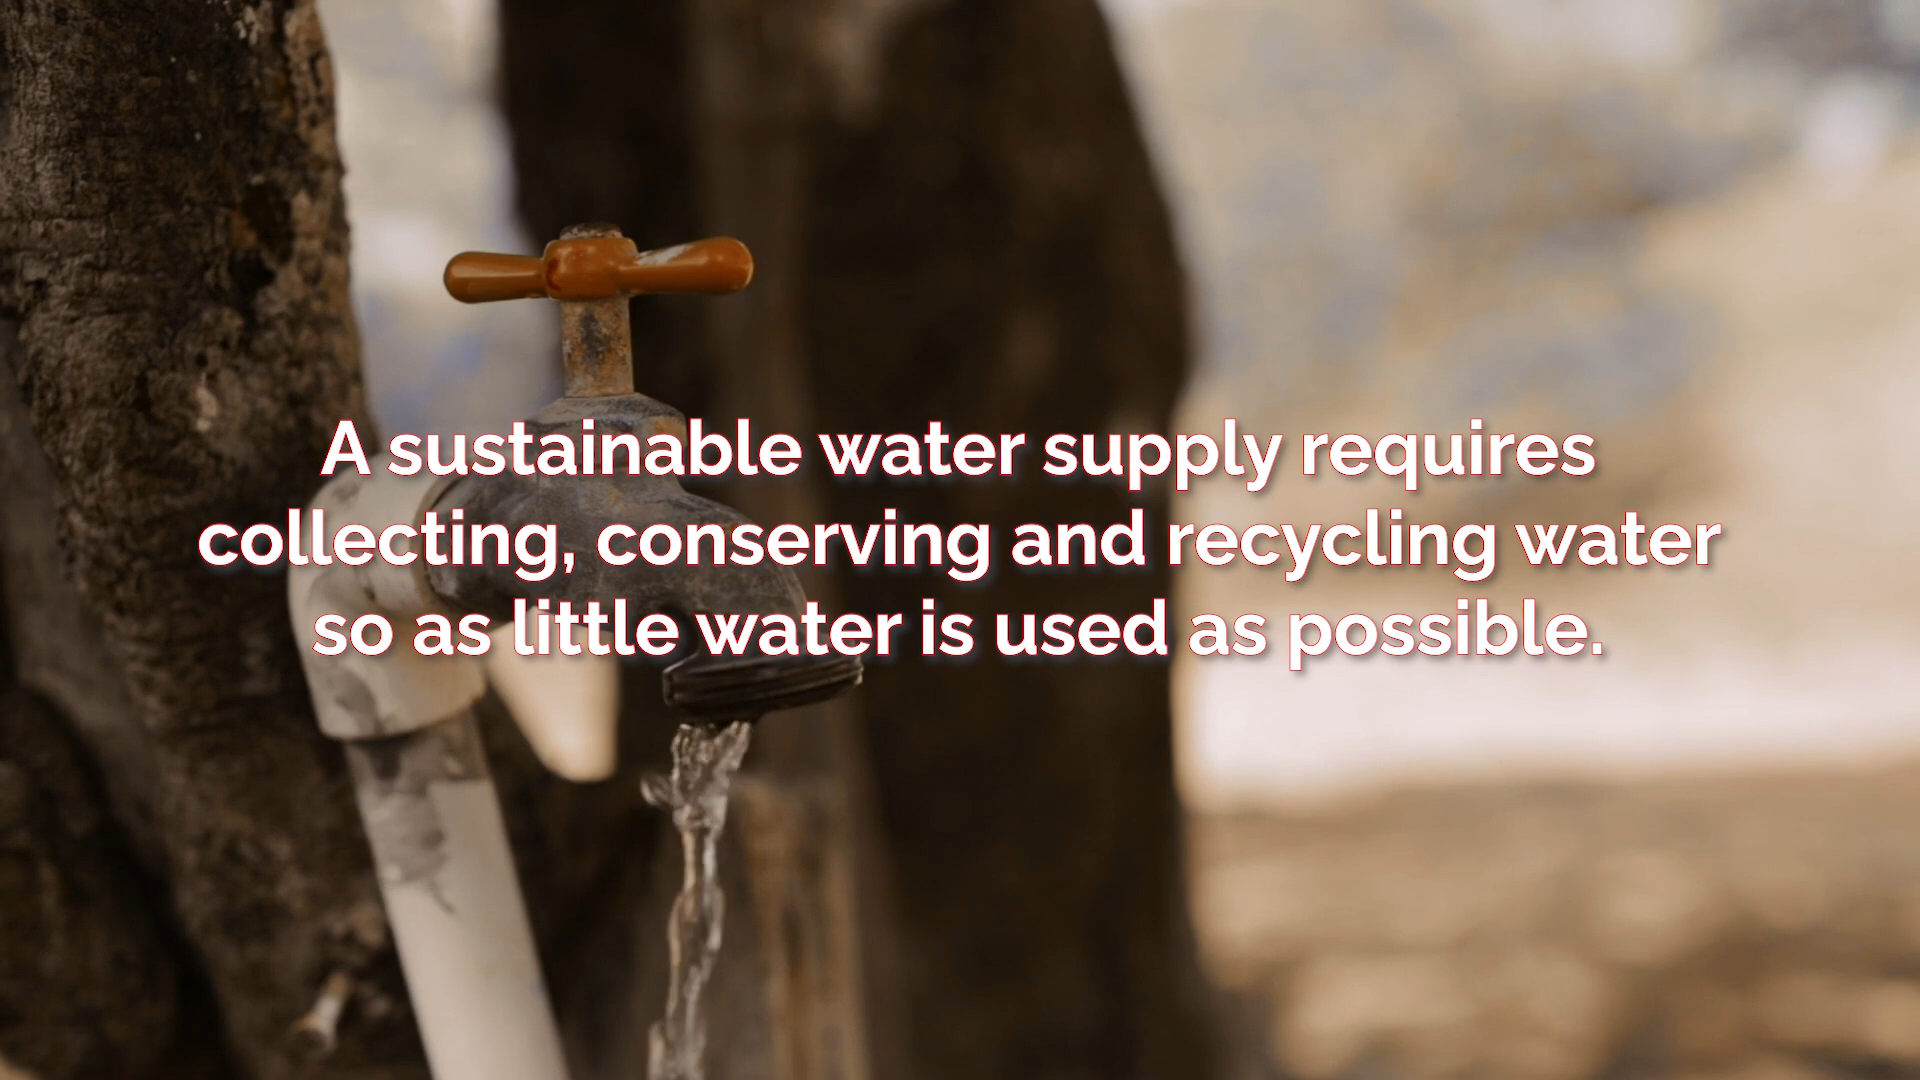 A sustainable water supply requires
collecting, conserving and recycling water
so as little water is used as possible.